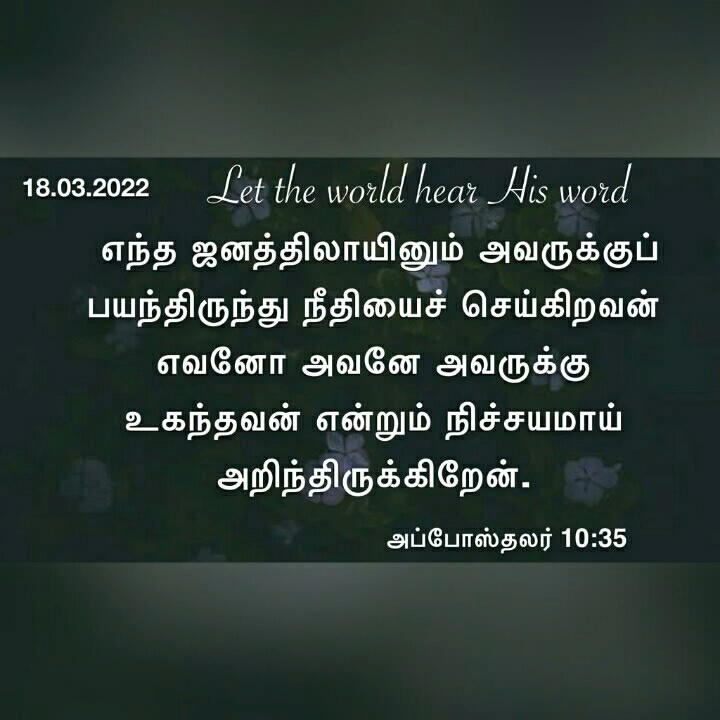 18.03.2022
Let the world hear His word
எந்த ஜனத்திலாயினும் அவருக்குப்
பயந்திருந்து நீதியைச் செய்கிறவன்
எவனோ அவனே அவருக்கு
உகந்தவன் என்றும் நிச்சயமாய்
அறிந்திருக்கிறேன்.
அப்போஸ்தலர் 10:35